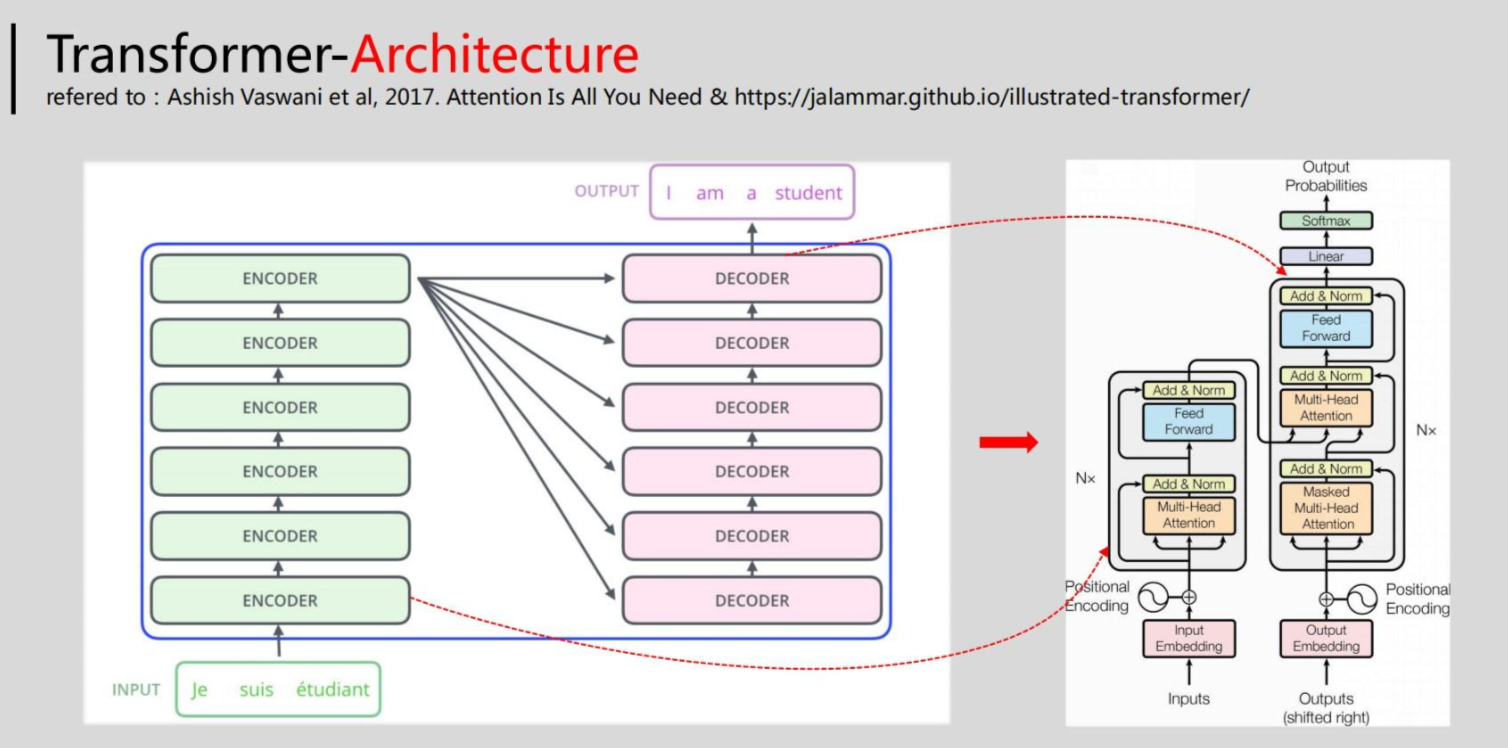 Transformer-Architecture
refered to : Ashish Vaswani et al, 2017. Attention Is All You Need & https://jalammar.github.io/illustrated-transformer/
OUTPUT
I am a student
ENCODER
ENCODER
ENCODER
ENCODER
ENCODER
ENCODER
DECODER
DECODER
DECODER
DECODER
DECODER
DECODER
INPUT
Je suis étudiant
Output
Probabilities
Softmax
Linear
Add & Norm
Feed
Forward
Add & Norm
Multi-Head
Attention
Add & Norm
Masked
Multi-Head
Attention
Nx
Add & Norm
Feed
Forward
Add & Norm
Multi-Head
Attention
Nx
Positional
Encoding
Input
Embedding
Inputs
Positional
Encoding
Output
Embedding
Outputs
(shifted right)